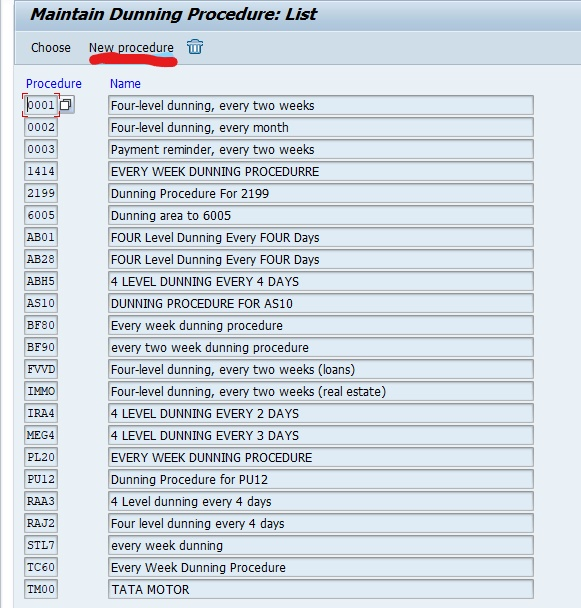 Maintain Dunning Procedure: List
Choose New procedure
Procedure Name
0001 Four-level dunning, every two weeks
0002 Four-level dunning, every month
0003 Payment reminder, every two weeks
1414 EVERY WEEK DUNNING PROCEDURRE
2199 Dunning Procedure For 2199
6005 Dunning area to 6005
AB01 FOUR Level Dunning Every FOUR Days
AB28 FOUR Level Dunning Every FOUR Days
ABH5 4 LEVEL DUNNING EVERY 4 DAYS
AS10 DUNNING PROCEDURE FOR AS10
BF80 Every week dunning procedure
BF90 every two week dunning procedure
FVVD Four-level dunning, every two weeks (loans)
IMMO Four-level dunning, every two weeks (real estate)
IRA4 4 LEVEL DUNNING EVERY 2 DAYS
MEG4 4 LEVEL DUNNING EVERY 3 DAYS
PL20 EVERY WEEK DUNNING PROCEDURE
PU12 Dunning Procedure for PU12
RAA3 4 Level dunning every 4 days
RAJ2 Four level dunning every 4 days
STL7 every week dunning
TC60 Every Week Dunning Procedure
TM00 TATA MOTOR